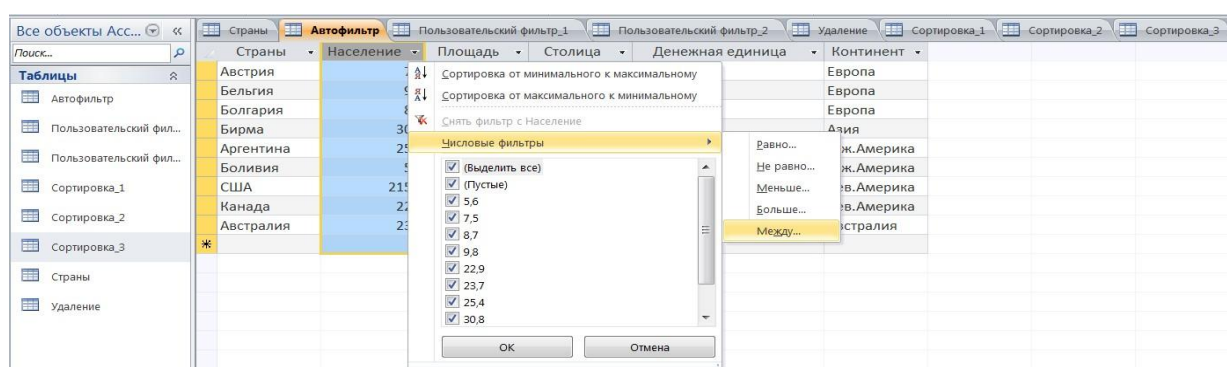 Все объекты Acc...
Поиск...
Таблицы
Автофильтр
Пользовательский фил...
Пользовательский фил...
Сортировка_1
Сортировка_2
Сортировка_3
Страны
Удаление
Страны Автофильтр Пользовательский фильтр_1 Пользовательский фильтр_2 Удаление Сортировка_1 Сортировка_2 Сортировка_3
Страны Население Площадь Столица Денежная единица Континент
Австрия Европа
Бельгия Европа
Болгария Европа
Бирма 30 Азия
Аргентина 25 ж.Америка
Боливия ж.Америка
США 215 ев.Америка
Канада 22 ев.Америка
Австралия 23 встралия
Сортировка от минимального к максимальному
Сортировка от максимального к минимальному
Снять фильтр с Население
Числовые фильтры
(Выделить все)
(Пустые)
5,6
7,5
8,7
9,8
22,9
23,7
25,4
30,8
ОК Отмена
Равно...
Не равно...
Меньше...
Больше...
Между...